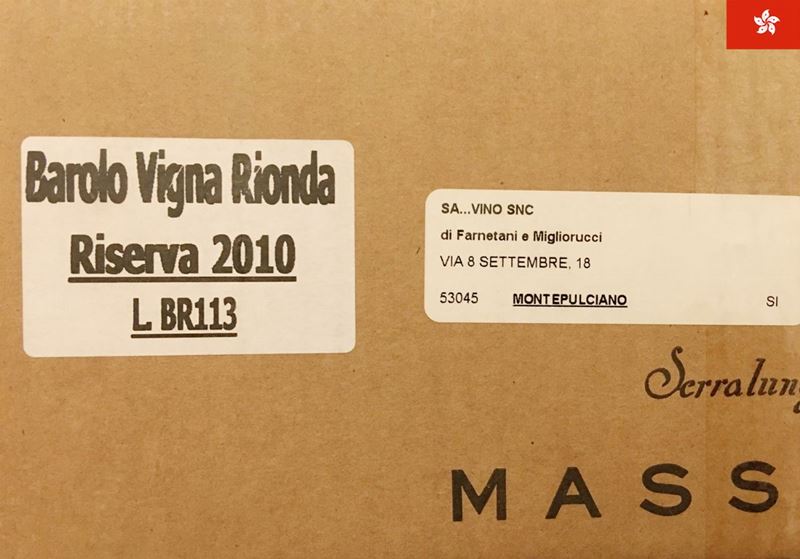 Barolo Vigna Rionda
Riserva 2010
L. BR113
SA...VINO SNC
di Farnetani e Migliorucci
VIA 8 SETTEMBRE, 18
53045 MONTEPULCIANO SI
Serralung
MASS